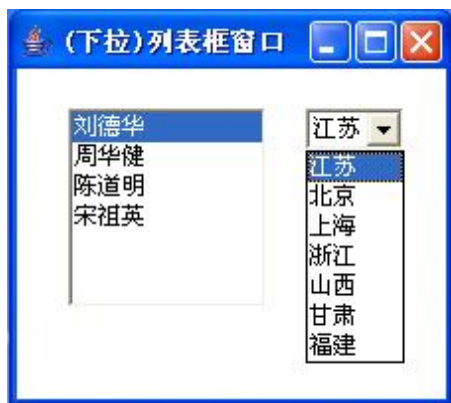 (下拉)列表框窗口
刘德华
周华健
陈道明
宋祖英
江苏
江苏
北京
上海
浙江
山西
甘肃
福建